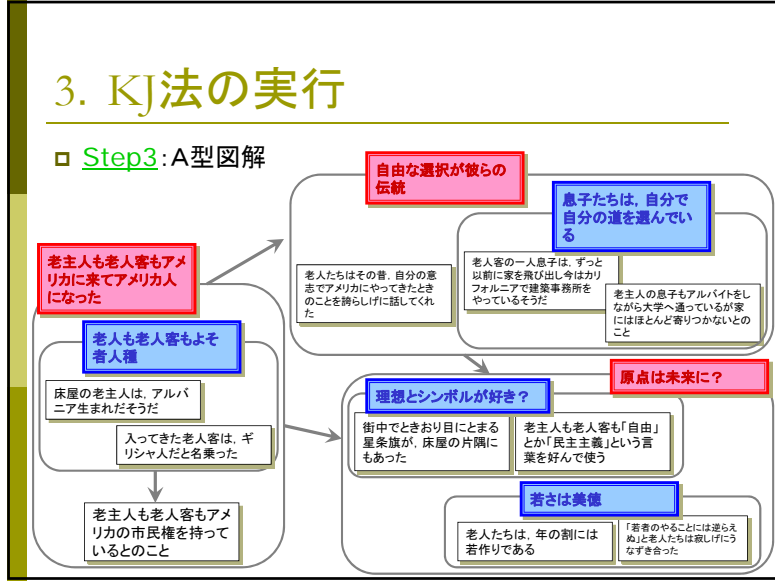 3. KJ法の実行
Step3:A型図解
自由な選択が彼らの
伝統
息子たちは，自分で
自分の道を選んでい
る
老人たちはその昔，自分の意
志でアメリカにやってきたとき
のことを誇らしげに話してくれ
た
老人客の一人息子は，ずっと
以前に家を飛び出し今はカリ
フォルニアで建築事務所を
やっているそうだ
老主人の息子もアルバイトをし
ながら大学へ通っているが家
にはほとんど寄りつかないとの
こと
老主人も老人客もアメ
リカに来てアメリカ人
になった
老人も老人客もよそ
者人種
床屋の老主人は，アルバ
ニア生まれだそうだ
入ってきた老人客は，ギ
リシャ人だと名乗った
老主人も老人客もアメ
リカの市民権を持って
いるとのこと
原点は未来に？
理想とシンボルが好き？
街中でときおり目にとまる
星条旗が，床屋の片隅に
もあった
老主人も老人客も「自由」
とか「民主主義」という言
葉を好んで使う
若さは美徳
老人たちは，年の割には
若作りである
「若者のやることには逆らえ
ぬ」と老人たちは寂しげにう
なずき合った